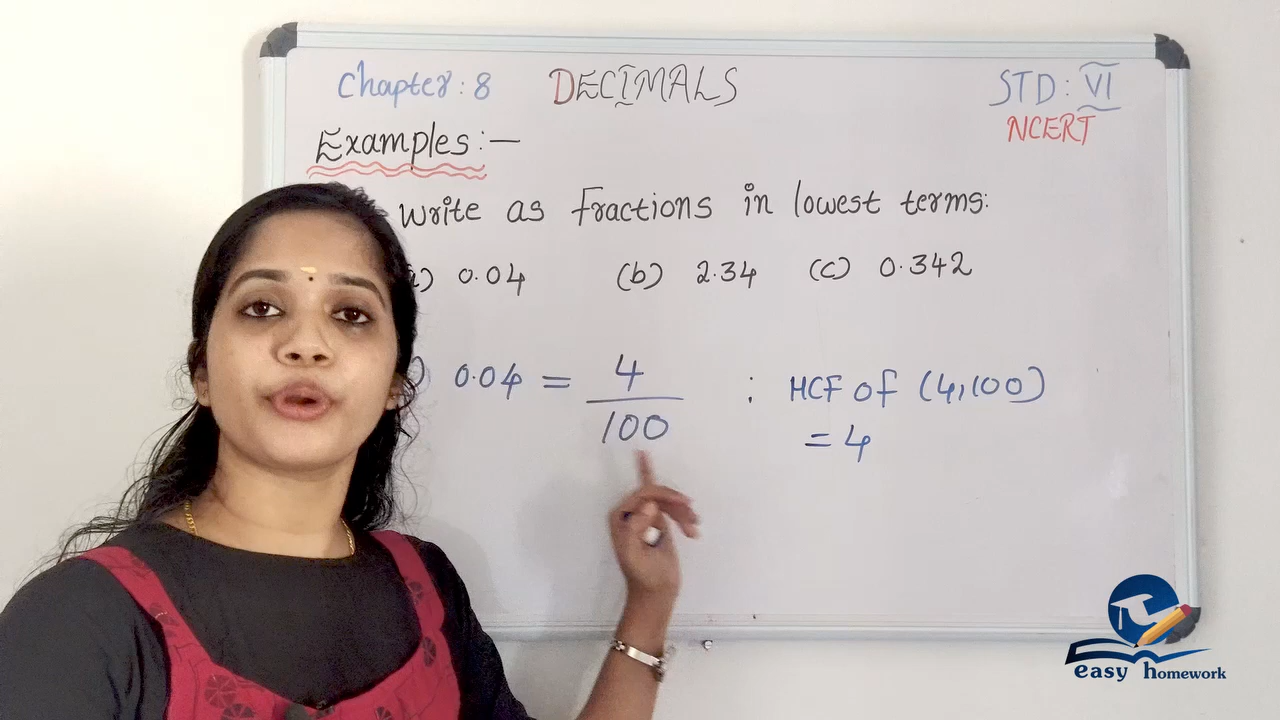 Chapter: 8 DECIMALS STD: VI
NCERT
Examples:—
Write as fractions in lowest terms:
) 0.04 (b) 2.34 (c) 0.342
) 0.04 = 4/100 : HCF of (4,100)
= 4
easy homework